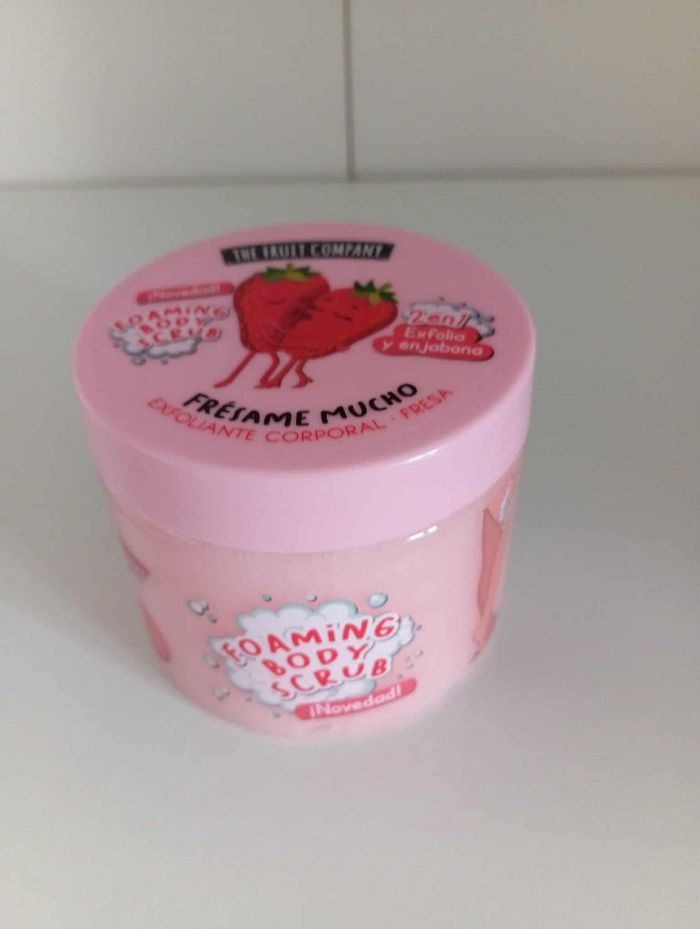 THE FRUIT COMPANY
¡Novedad!
FOAMING
BODY
SCRUB
2 en 1
Exfolia
y enjabona
FRÉSAME MUCHO
EXFOLIANTE CORPORAL · FRESA
FOAMING
BODY
SCRUB
¡Novedad!